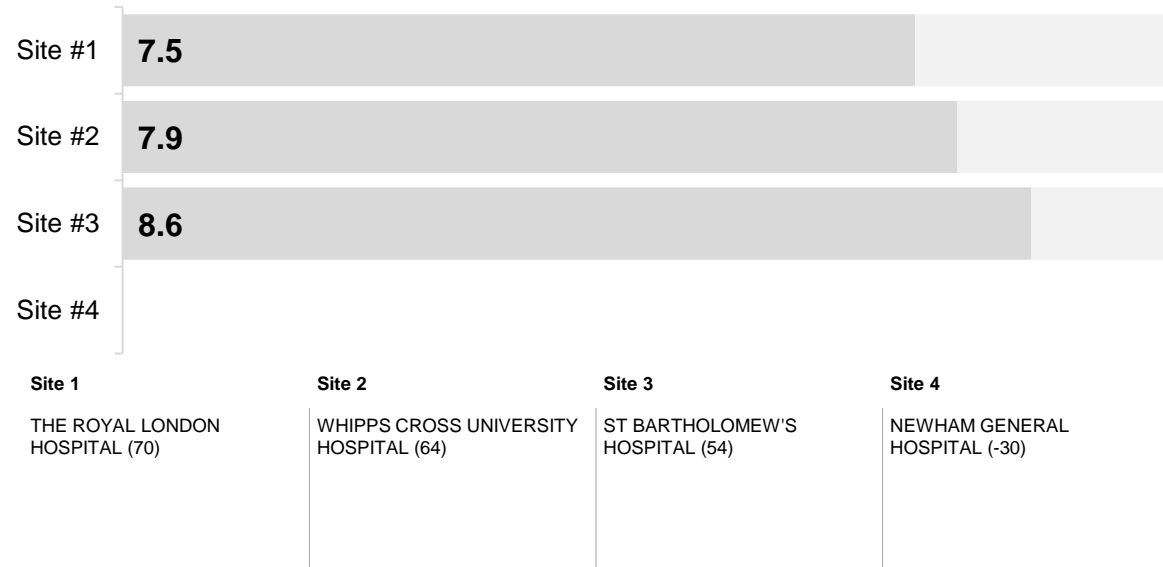 Site #1
7.5
Site #2
7.9
Site #3
8.6
Site #4
Site 1
THE ROYAL LONDON
HOSPITAL (70)
Site 2
WHIPPS CROSS UNIVERSITY
HOSPITAL (64)
Site 3
ST BARTHOLOMEW'S
HOSPITAL (54)
Site 4
NEWHAM GENERAL
HOSPITAL (-30)